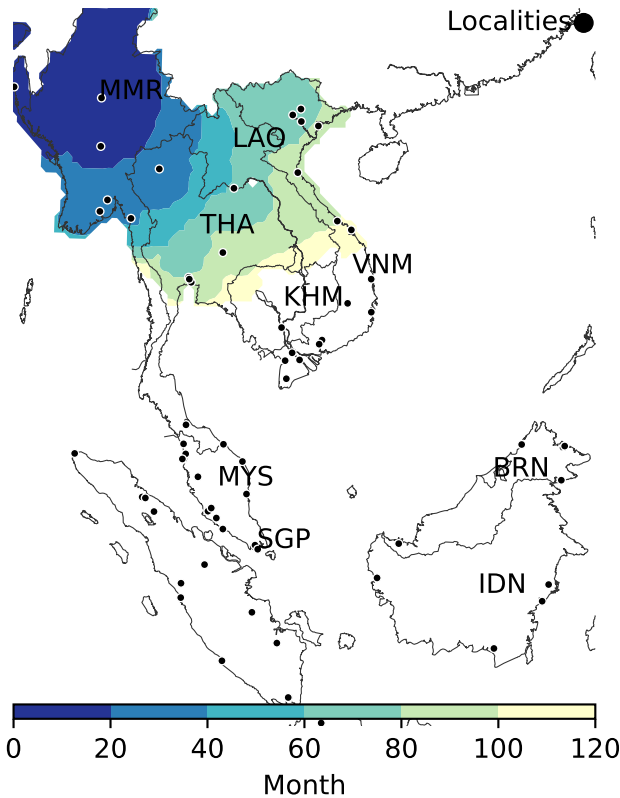 Localities
MMR
LAO
THA
VNM
KHM
MYS
BRN
SGP
IDN
0 20 40 60 80 100 120
Month